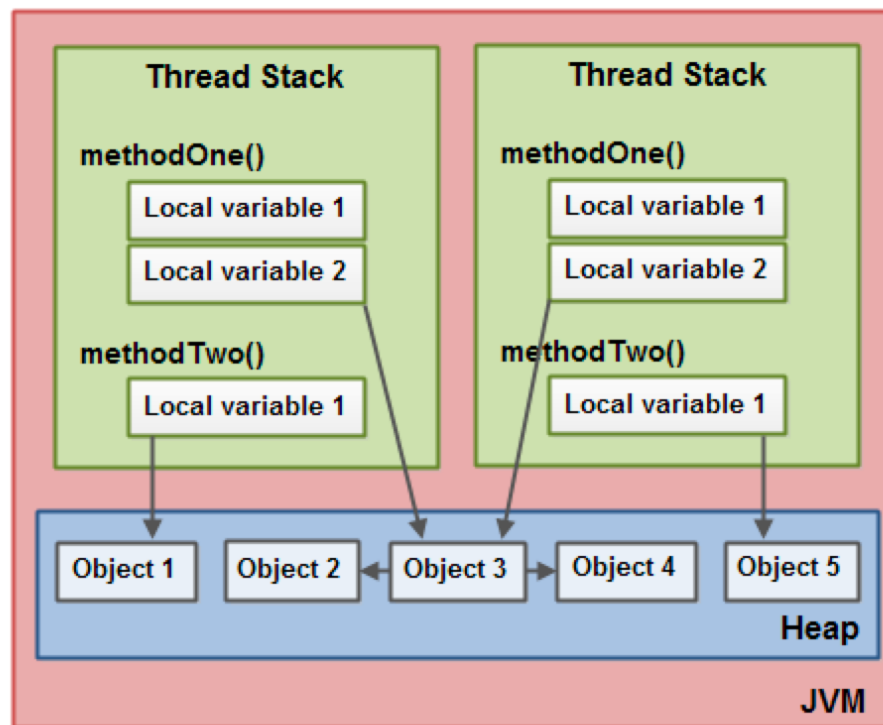 Thread Stack
methodOne()
Local variable 1
Local variable 2
methodTwo()
Local variable 1
Thread Stack
methodOne()
Local variable 1
Local variable 2
methodTwo()
Local variable 1
Object 1
Object 2
Object 3
Object 4
Object 5
Heap
JVM